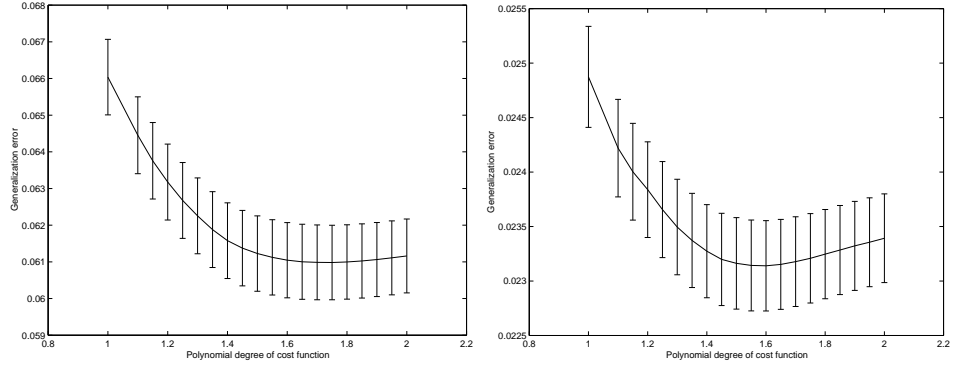 0.068
0.067
0.066
0.065
0.064
0.063
0.062
0.061
0.06
0.059
Generalization error
0.8 1 1.2 1.4 1.6 1.8 2 2.2
Polynomial degree of cost function
0.0255
0.025
0.0245
0.024
0.0235
0.023
0.0225
Generalization error
0.8 1 1.2 1.4 1.6 1.8 2 2.2
Polynomial degree of cost function